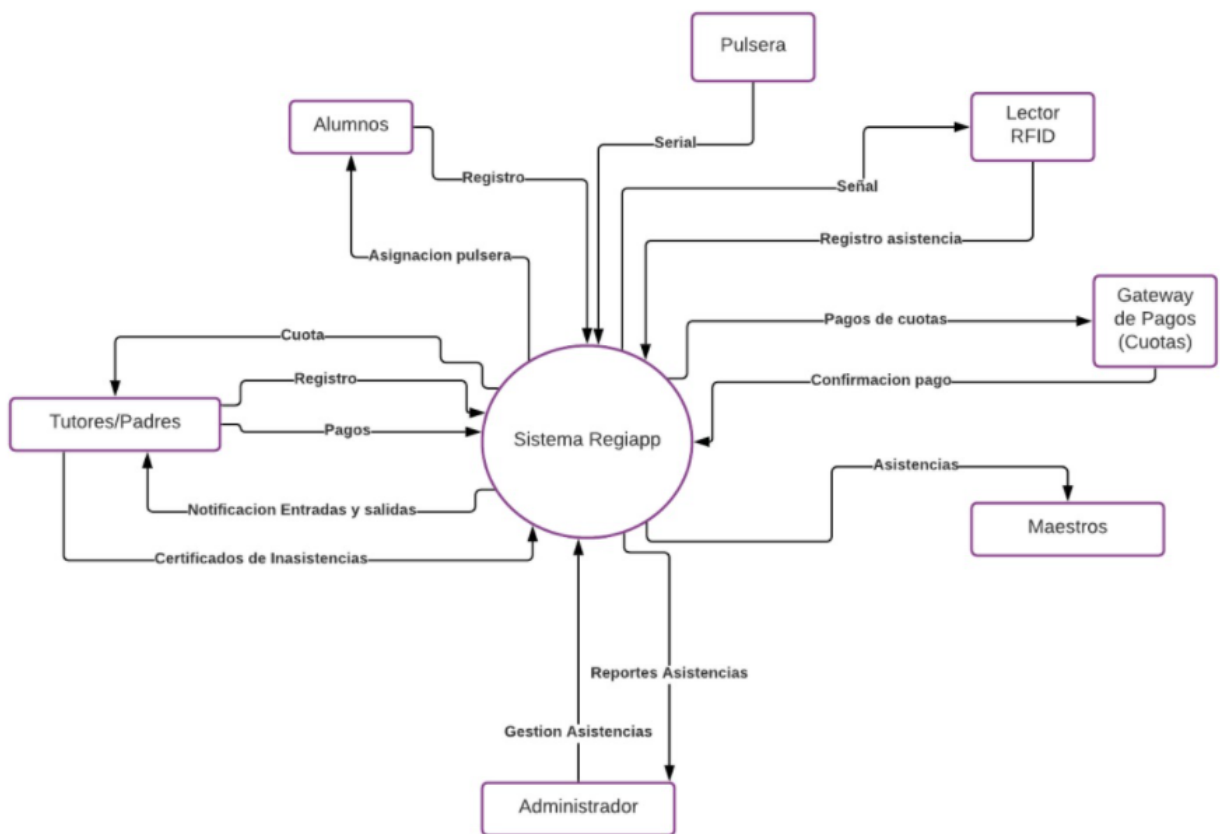 Pulsera
Alumnos
Lector
RFID
Serial
Registro
Señal
Registro asistencia
Asignacion pulsera
Gateway
de Pagos
(Cuotas)
Pagos de cuotas
Cuota
Registro
Confirmacion pago
Tutores/Padres
Pagos
Sistema Regiapp
Asistencias
Notificacion Entradas y salidas
Maestros
Certificados de Inasistencias
Reportes Asistencias
Gestion Asistencias
Administrador